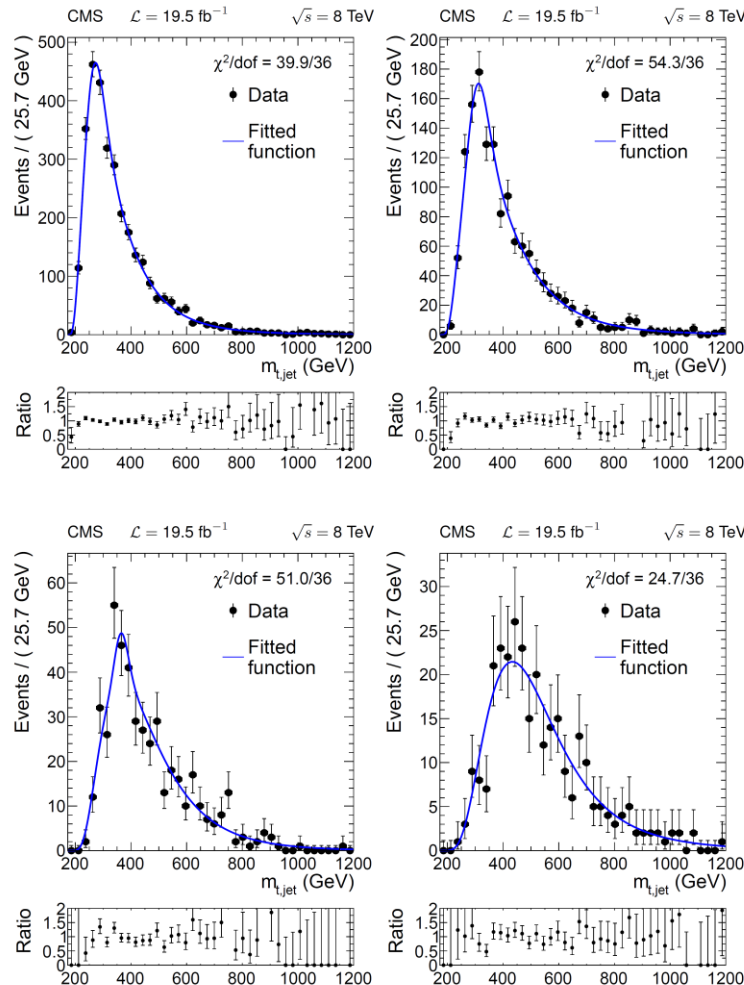 CMS L = 19.5 fb⁻¹ √s = 8 TeV
Events / ( 25.7 GeV )
500
400
300
200
100
0
χ²/dof = 39.9/36
Data
Fitted
function
200 400 600 800 1000 1200
m_t,jet (GeV)
Ratio
2
1.5
1
0.5
0
200 400 600 800 1000 1200
CMS L = 19.5 fb⁻¹ √s = 8 TeV
Events / ( 25.7 GeV )
200
180
160
140
120
100
80
60
40
20
0
χ²/dof = 54.3/36
Data
Fitted
function
200 400 600 800 1000 1200
m_t,jet (GeV)
Ratio
2
1.5
1
0.5
0
200 400 600 800 1000 1200
CMS L = 19.5 fb⁻¹ √s = 8 TeV
Events / ( 25.7 GeV )
60
50
40
30
20
10
0
χ²/dof = 51.0/36
Data
Fitted
function
200 400 600 800 1000 1200
m_t,jet (GeV)
Ratio
2
1.5
1
0.5
0
200 400 600 800 1000 1200
CMS L = 19.5 fb⁻¹ √s = 8 TeV
Events / ( 25.7 GeV )
30
25
20
15
10
5
0
χ²/dof = 24.7/36
Data
Fitted
function
200 400 600 800 1000 1200
m_t,jet (GeV)
Ratio
2
1.5
1
0.5
0
200 400 600 800 1000 1200